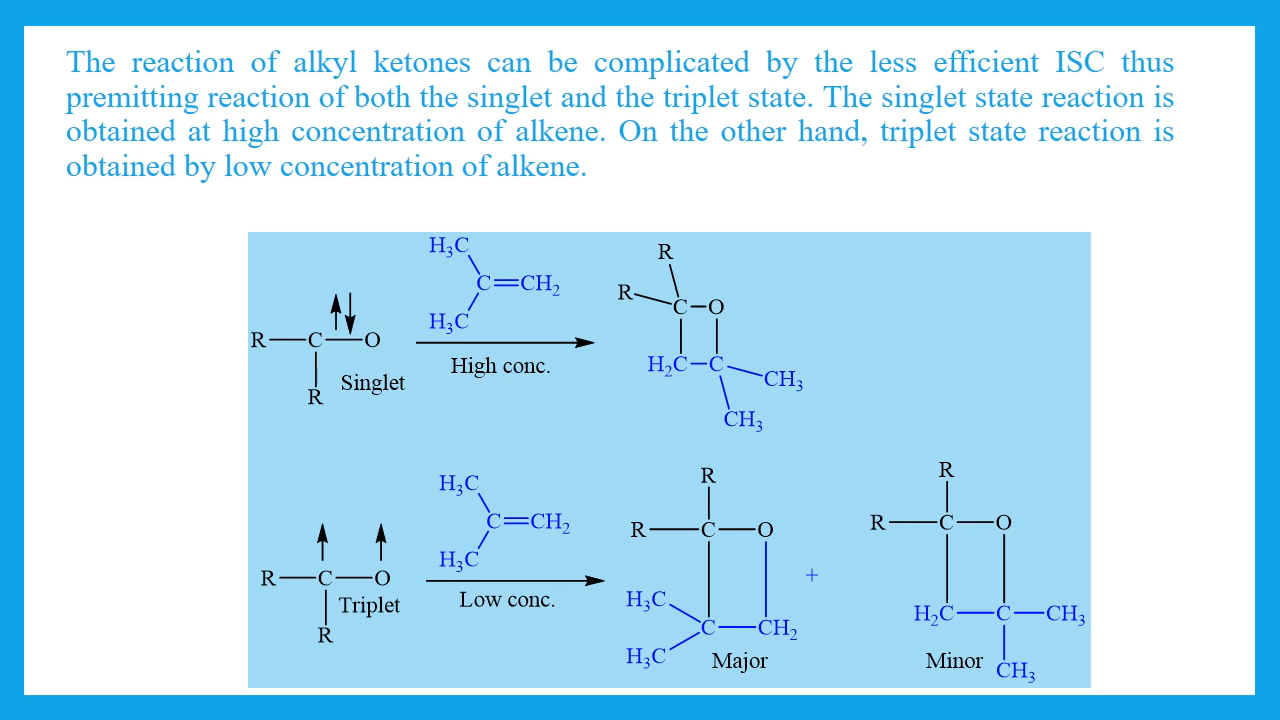 The reaction of alkyl ketones can be complicated by the less efficient ISC thus
premitting reaction of both the singlet and the triplet state. The singlet state reaction is
obtained at high concentration of alkene. On the other hand, triplet state reaction is
obtained by low concentration of alkene.
H₃C
C=CH₂
H₃C
R—C—O
R
Singlet
High conc.
R
R
C—O
H₂C—C
CH₃
CH₃
H₃C
C=CH₂
H₃C
R—C—O
R
Triplet
Low conc.
R
R—C—O
H₃C
C—CH₂
H₃C
Major
+
R
R—C—O
H₂C—C—CH₃
CH₃
Minor